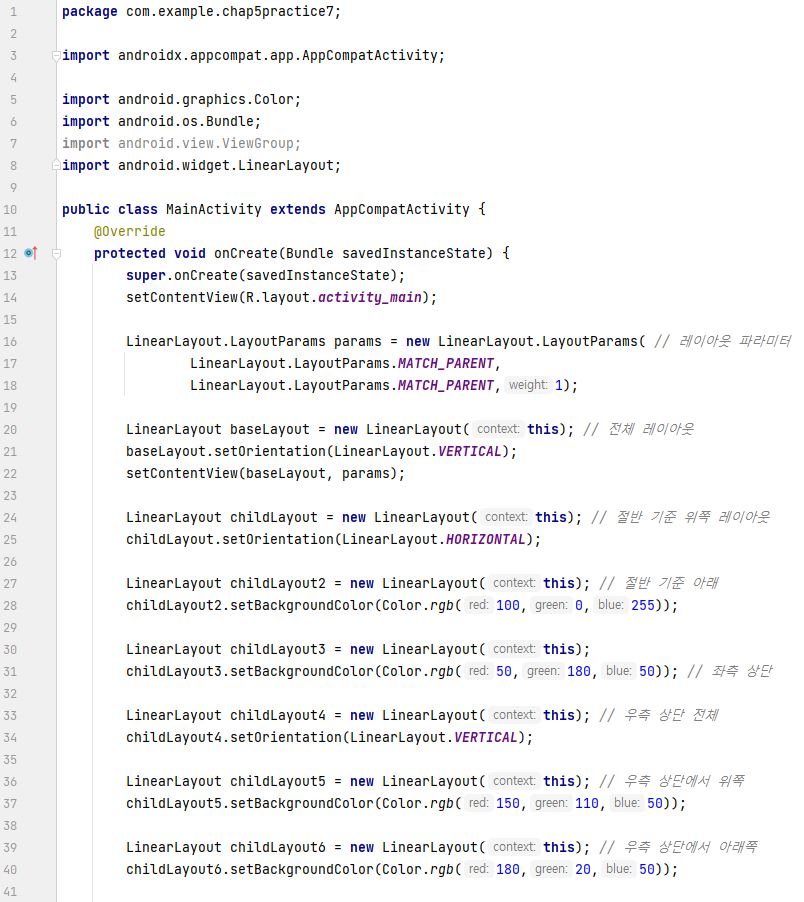 1 package com.example.chap5practice7;
2
3 import androidx.appcompat.app.AppCompatActivity;
4
5 import android.graphics.Color;
6 import android.os.Bundle;
7 import android.view.ViewGroup;
8 import android.widget.LinearLayout;
9
10 public class MainActivity extends AppCompatActivity {
11 @Override
12 protected void onCreate(Bundle savedInstanceState) {
13 super.onCreate(savedInstanceState);
14 setContentView(R.layout.activity_main);
15
16 LinearLayout.LayoutParams params = new LinearLayout.LayoutParams( // 레이아웃 파라미터
17 LinearLayout.LayoutParams.MATCH_PARENT,
18 LinearLayout.LayoutParams.MATCH_PARENT, weight: 1);
19
20 LinearLayout baseLayout = new LinearLayout( context: this); // 전체 레이아웃
21 baseLayout.setOrientation(LinearLayout.VERTICAL);
22 setContentView(baseLayout, params);
23
24 LinearLayout childLayout = new LinearLayout( context: this); // 절반 기준 위쪽 레이아웃
25 childLayout.setOrientation(LinearLayout.HORIZONTAL);
26
27 LinearLayout childLayout2 = new LinearLayout( context: this); // 절반 기준 아래
28 childLayout2.setBackgroundColor(Color.rgb( red: 100, green: 0, blue: 255));
29
30 LinearLayout childLayout3 = new LinearLayout( context: this);
31 childLayout3.setBackgroundColor(Color.rgb( red: 50, green: 180, blue: 50)); // 좌측 상단
32
33 LinearLayout childLayout4 = new LinearLayout( context: this); // 우측 상단 전체
34 childLayout4.setOrientation(LinearLayout.VERTICAL);
35
36 LinearLayout childLayout5 = new LinearLayout( context: this); // 우측 상단에서 위쪽
37 childLayout5.setBackgroundColor(Color.rgb( red: 150, green: 110, blue: 50));
38
39 LinearLayout childLayout6 = new LinearLayout( context: this); // 우측 상단에서 아래쪽
40 childLayout6.setBackgroundColor(Color.rgb( red: 180, green: 20, blue: 50));
41